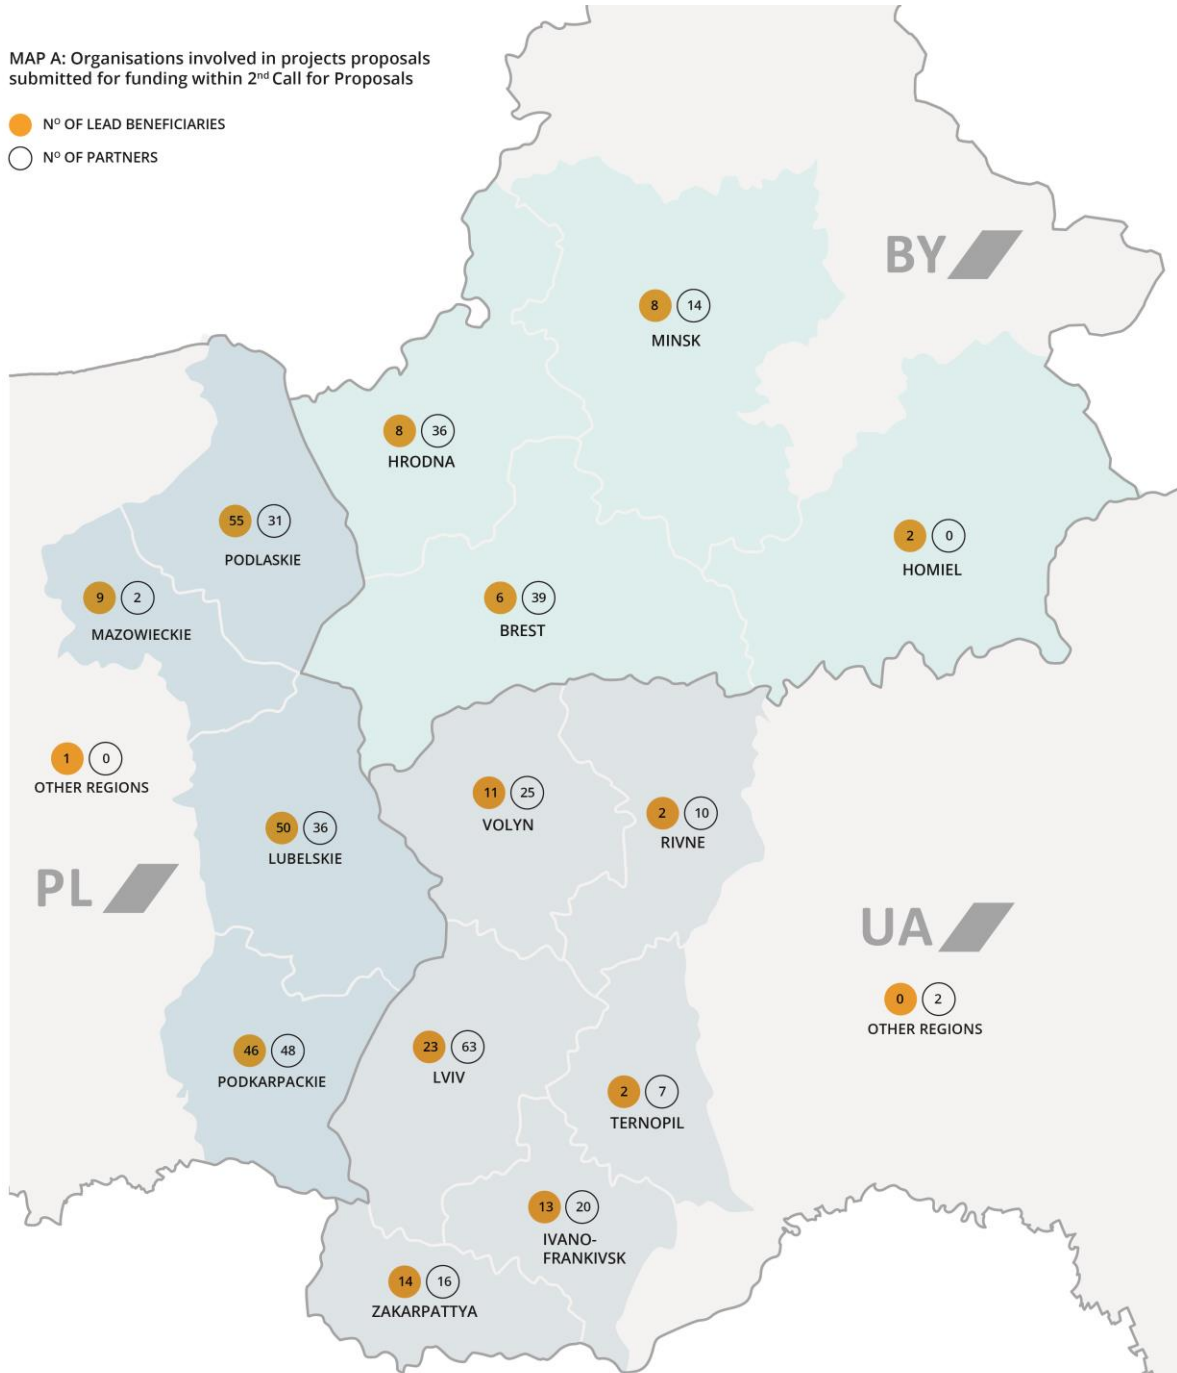 MAP A: Organisations involved in projects proposals
submitted for funding within 2nd Call for Proposals
Nº OF LEAD BENEFICIARIES
Nº OF PARTNERS
BY
8 14
MINSK
8 36
HRODNA
55 31
PODLASKIE
2 0
HOMIEL
9 2
MAZOWIECKIE
6 39
BREST
1 0
OTHER REGIONS
11 25
VOLYN
2 10
RIVNE
50 36
LUBELSKIE
PL
UA
0 2
OTHER REGIONS
46 48
PODKARPACKIE
23 63
LVIV
2 7
TERNOPIL
13 20
IVANO-
FRANKIVSK
14 16
ZAKARPATTYA